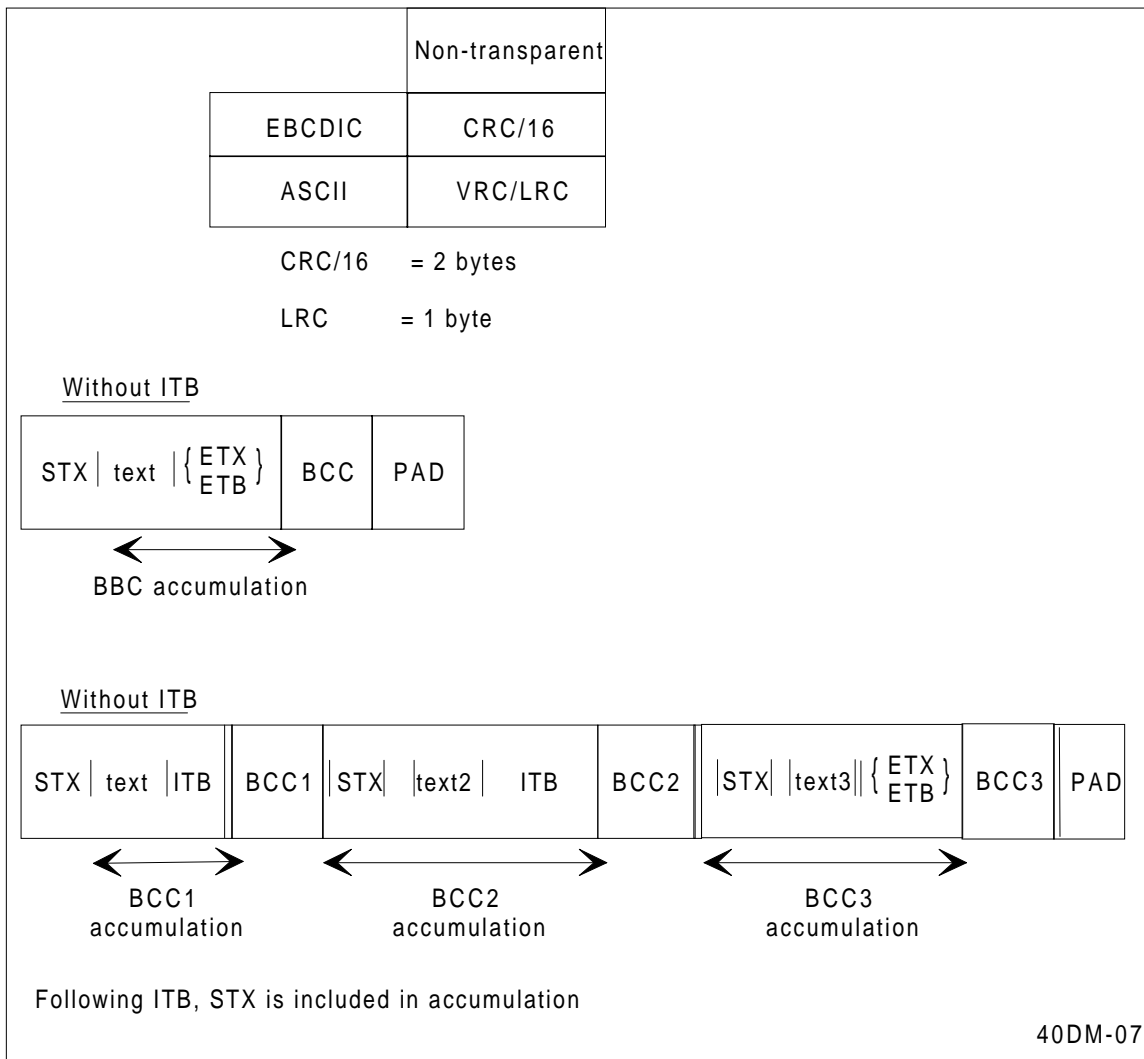 Non-transparent
EBCDIC CRC/16
ASCII VRC/LRC
CRC/16 = 2 bytes
LRC = 1 byte
Without ITB
STX | text | { ETX
ETB } BCC PAD
BBC accumulation
Without ITB
STX | text | ITB BCC1 | STX | | text2 | ITB BCC2 | STX | | text3 || { ETX
ETB } BCC3 PAD
BCC1
accumulation
BCC2
accumulation
BCC3
accumulation
Following ITB, STX is included in accumulation
40DM-07